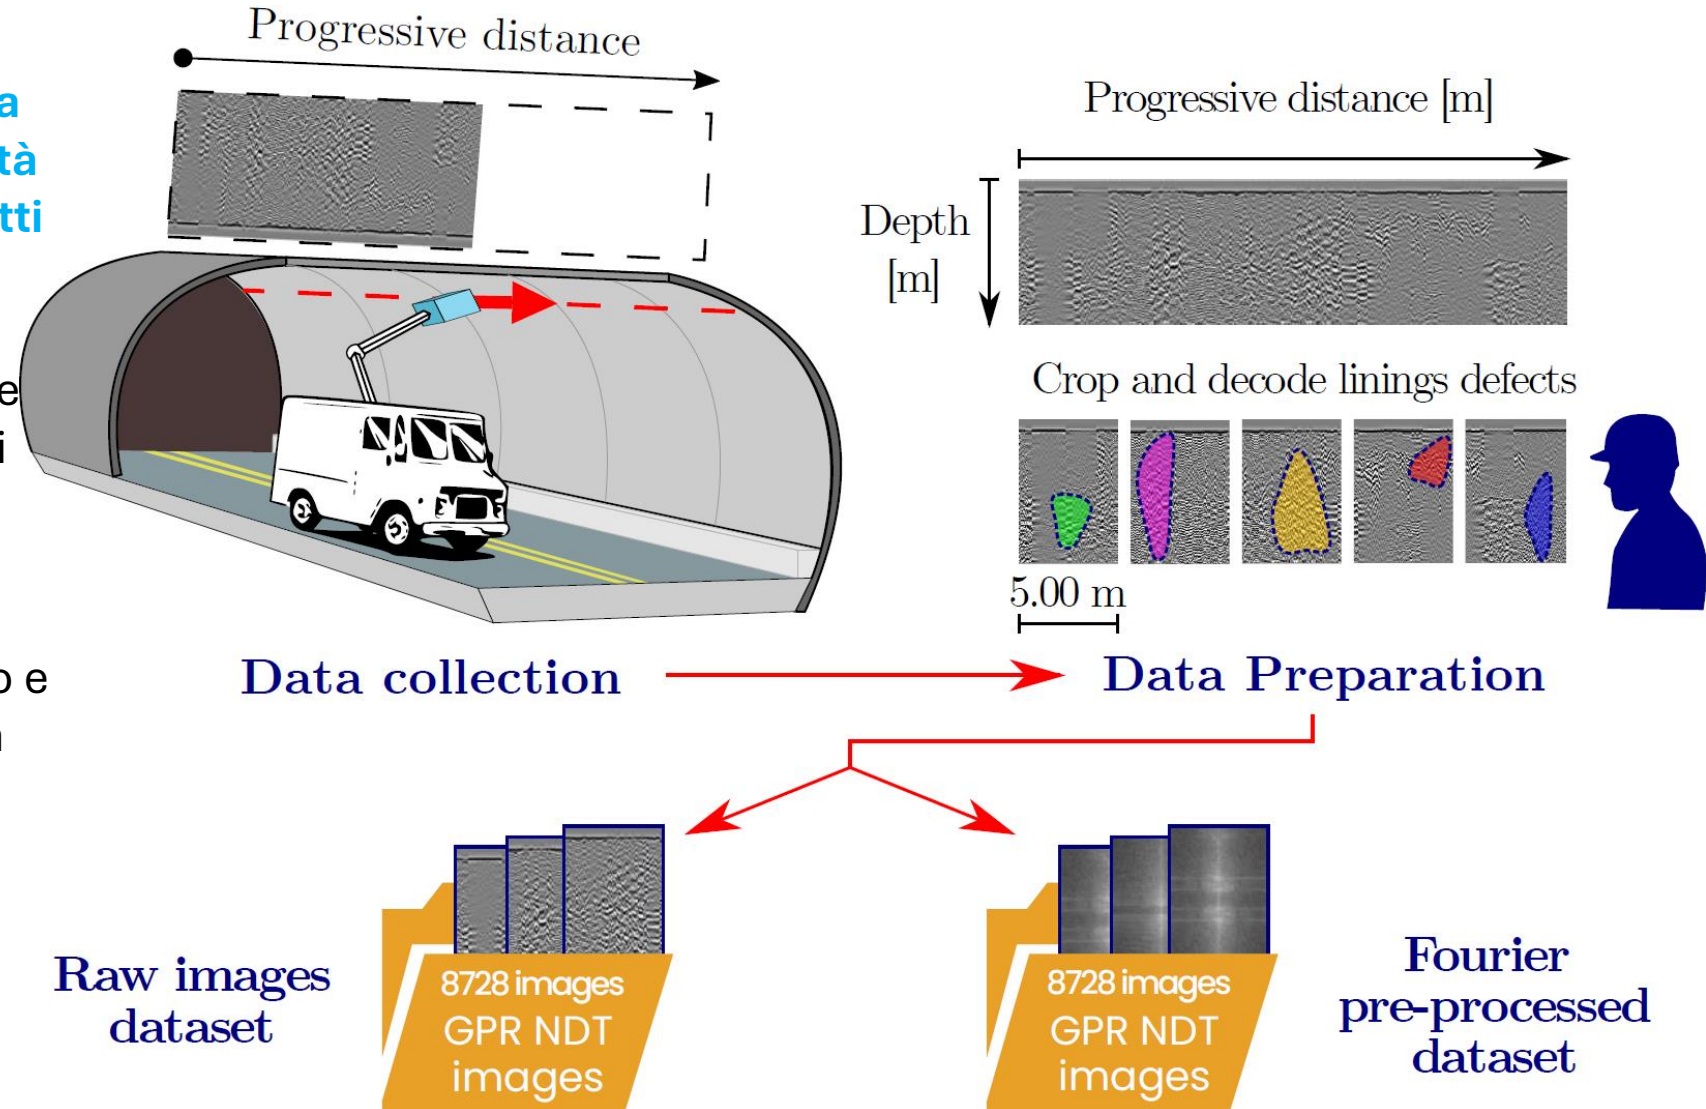 Progressive distance
a
tà
tti
e
i
o e
Progressive distance [m]
Depth
[m]
Crop and decode linings defects
5.00 m
Data collection
Data Preparation
Raw images
dataset
8728 images
GPR NDT
images
8728 images
GPR NDT
images
Fourier
pre-processed
dataset